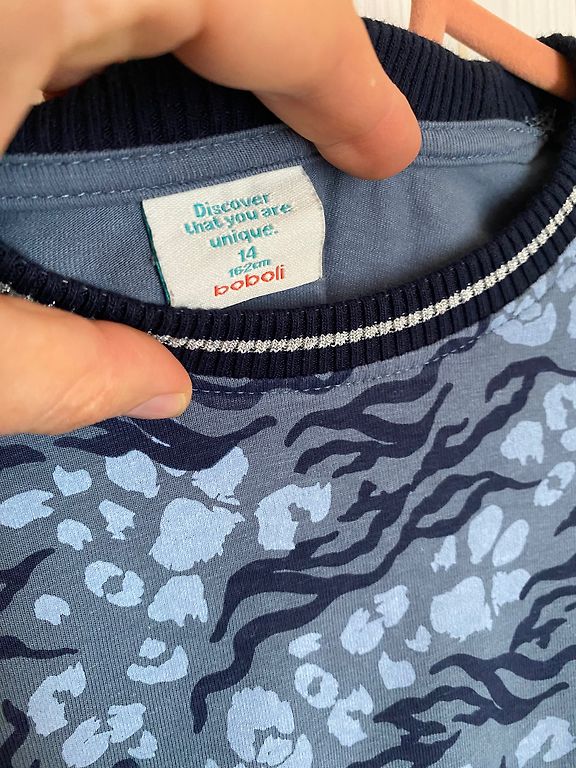 Discover
that you are
unique.
14
162cm
boboli